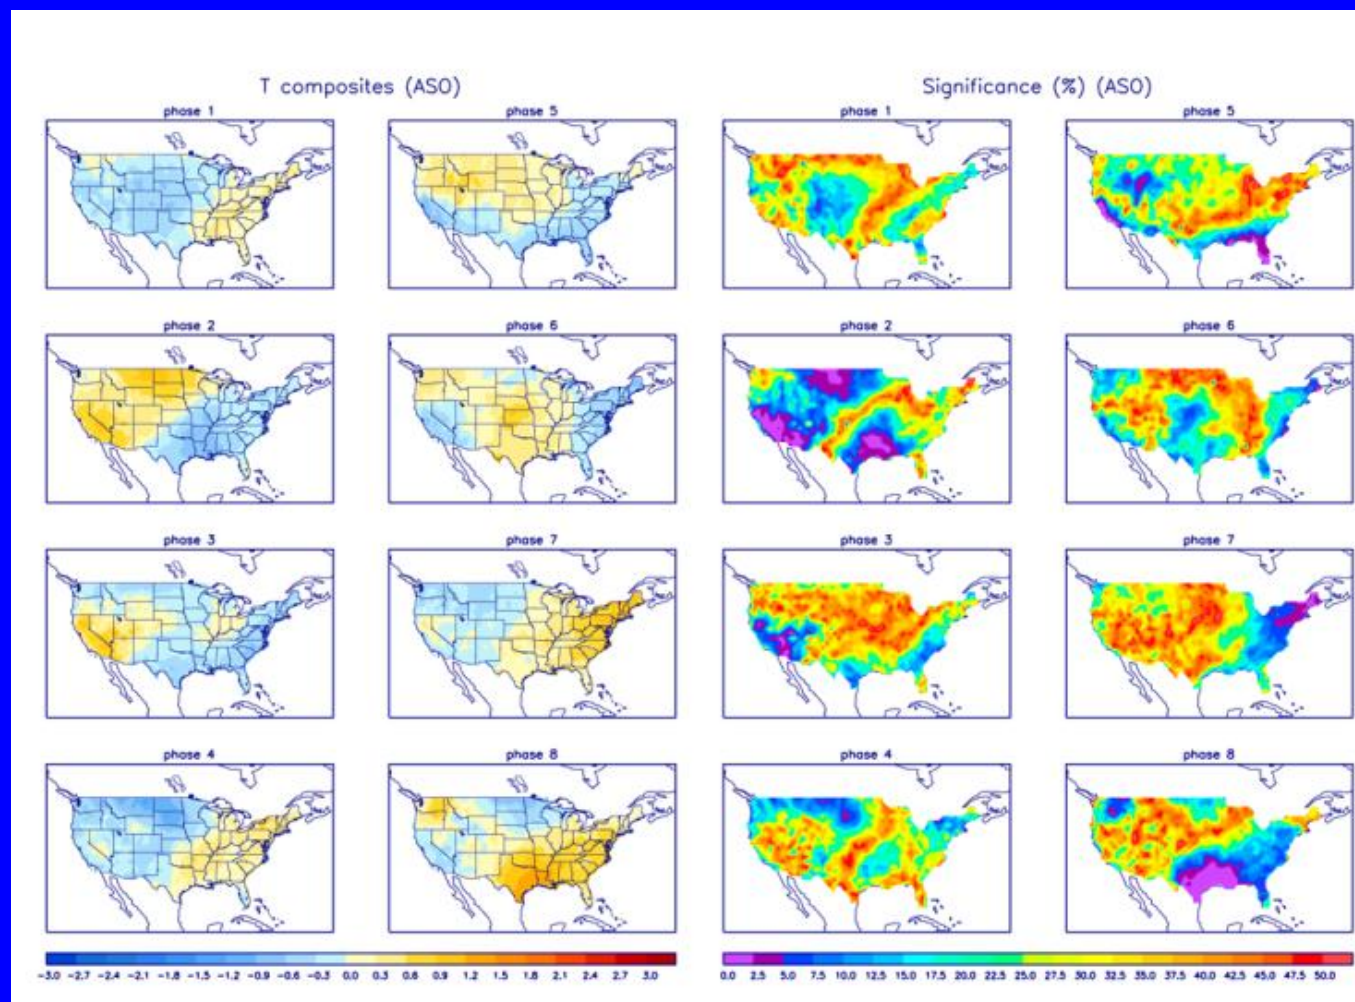 T composites (ASO)
Significance (%) (ASO)
phase 1
phase 5
phase 1
phase 5
phase 2
phase 6
phase 2
phase 6
phase 3
phase 7
phase 3
phase 7
phase 4
phase 8
phase 4
phase 8
-3.0 -2.7 -2.4 -2.1 -1.8 -1.5 -1.2 -0.9 -0.6 -0.3 0.0 0.3 0.6 0.9 1.2 1.5 1.8 2.1 2.4 2.7 3.0
0.0 2.5 5.0 7.5 10.0 12.5 15.0 17.5 20.0 22.5 25.0 27.5 30.0 32.5 35.0 37.5 40.0 42.5 45.0 47.5 50.0